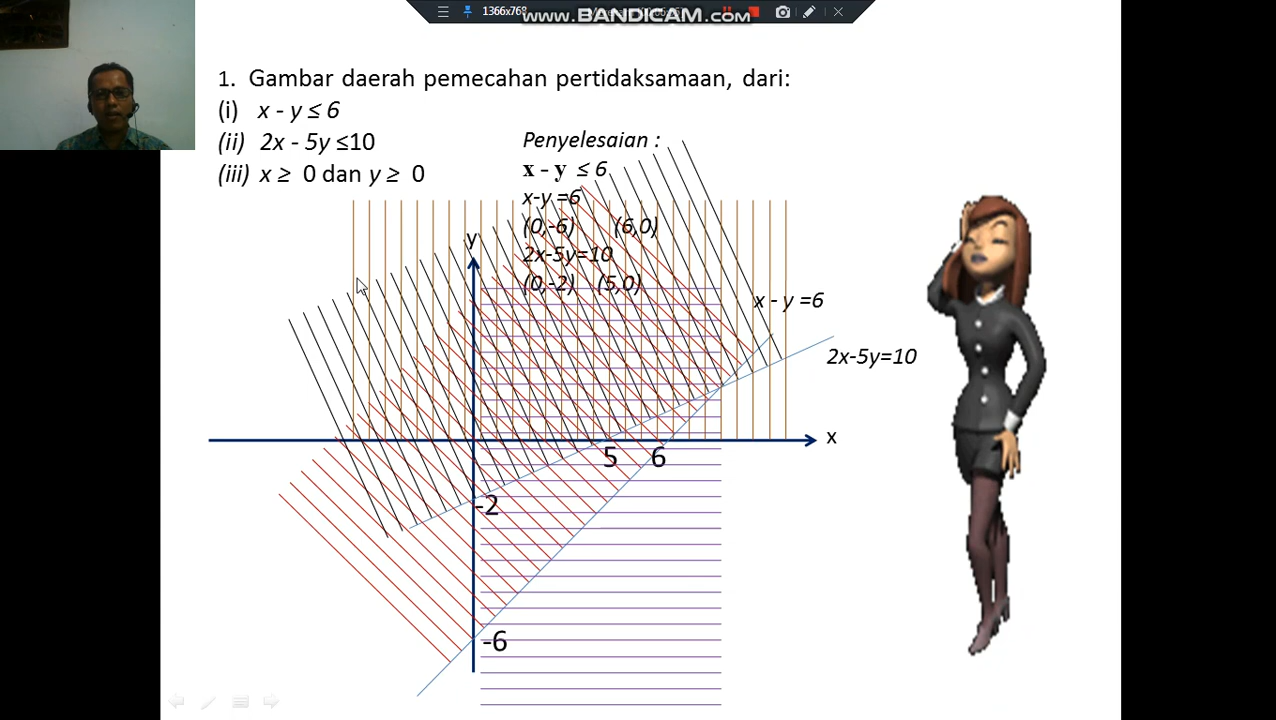 1366x768
www.BANDICAM.com
1. Gambar daerah pemecahan pertidaksamaan, dari:
(i) x - y ≤ 6
(ii) 2x - 5y ≤10
(iii) x ≥ 0 dan y ≥ 0
Penyelesaian :
x - y ≤ 6
x-y =6
(0,-6) (6,0)
2x-5y=10
(0,-2) (5,0)
y
x - y =6
2x-5y=10
x
5 6
-2
-6